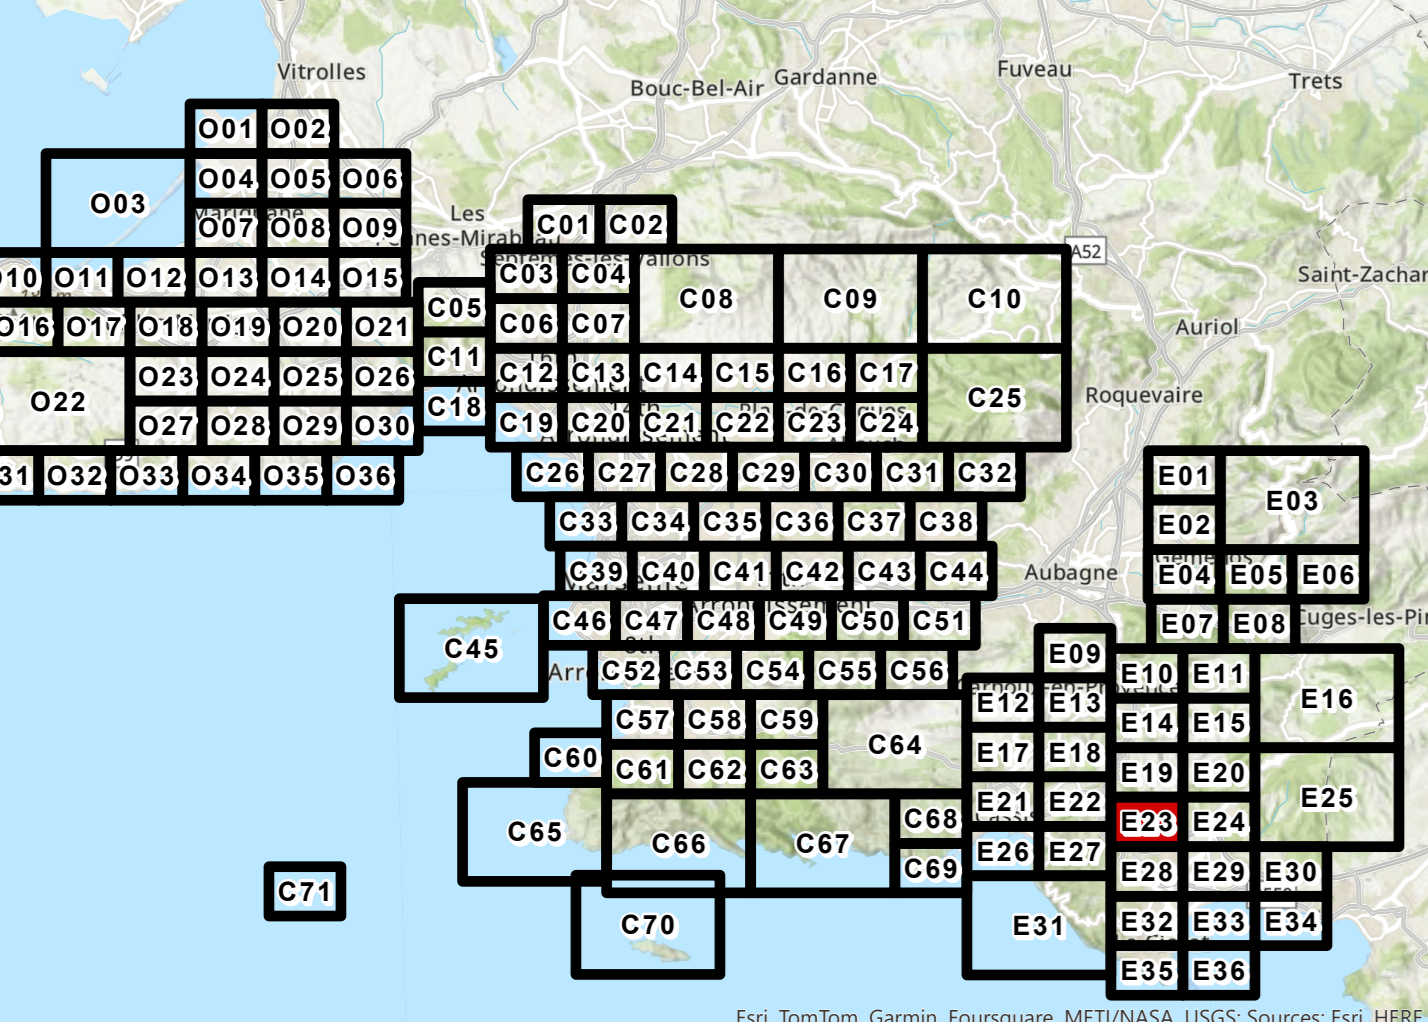 Vitrolles
Bouc-Bel-Air
Gardanne
Fuveau
Trets
O01 O02
O04 O05 O06
O03
Les
O07 O08 O09
C01 C02
A52
O11 O12 O13 O14 O15
C03 C04
C08 C09 C10
Saint-Zachar
C05
O17 O18 O19 O20 O21
C06 C07
Auriol
C11
O23 O24 O25 O26
C12 C13 C14 C15 C16 C17
O22
C25
Roquevaire
C18
O27 O28 O29 O30
C19 C20 C21 C22 C23 C24
31 O32 O33 O34 O35 O36
C26 C27 C28 C29 C30 C31 C32
E01
E03
C33 C34 C35 C36 C37 C38
E02
C39 C40 C41 C42 C43 C44
Aubagne
E04 E05 E06
C46 C47 C48 C49 C50 C51
E07 E08
Cuges-les-Pin
C45
E09
C52 C53 C54 C55 C56
E10 E11
E16
E12 E13
C57 C58 C59
E14 E15
C64
E17 E18
C60
C61 C62 C63
E19 E20
E25
E21 E22
C68
E23 E24
C65
C66 C67
E26 E27
C69
E28 E29 E30
C71
C70
E31
E32 E33 E34
E35 E36
Esri, TomTom, Garmin, Foursquare, METI/NASA, USGS; Sources: Esri, HERE